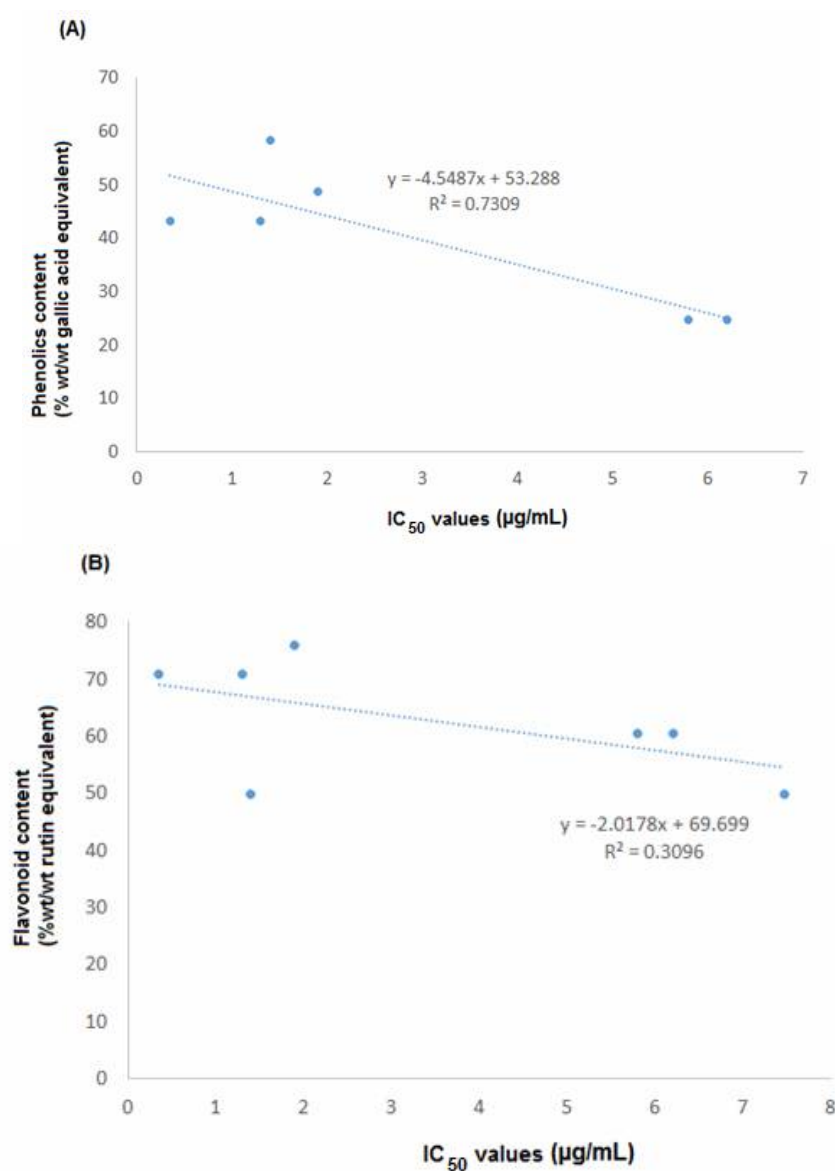 (A)
70
60
50
40
30
20
10
0
Phenolics content
(% wt/wt gallic acid equivalent)
y = -4.5487x + 53.288
R² = 0.7309
0 1 2 3 4 5 6 7
IC50 values (µg/mL)
(B)
80
70
60
50
40
30
20
10
0
Flavonoid content
(%wt/wt rutin equivalent)
y = -2.0178x + 69.699
R² = 0.3096
0 1 2 3 4 5 6 7 8
IC50 values (µg/mL)